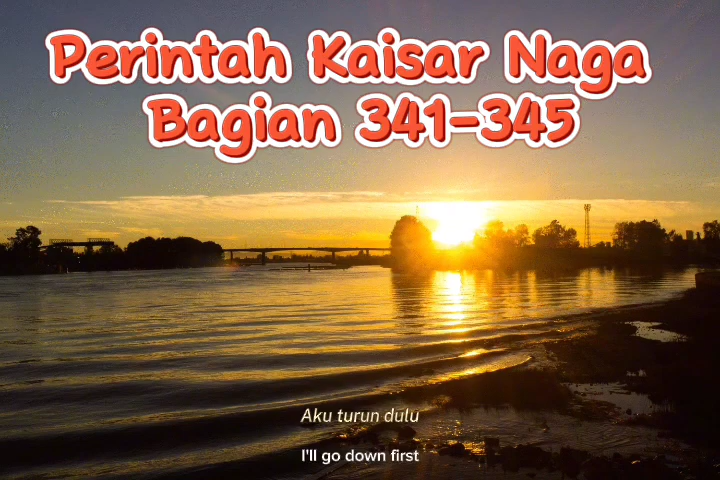 Perintah Kaisar Naga
Bagian 341-345
Aku turun dulu
I'll go down first